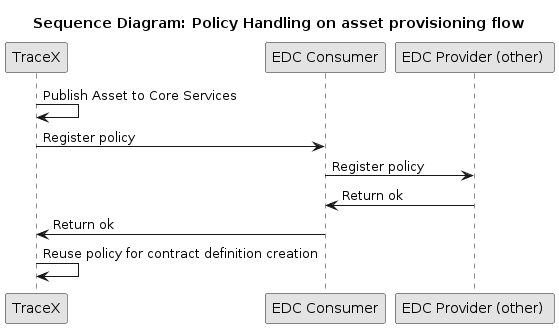 Sequence Diagram: Policy Handling on asset provisioning flow
TraceX
EDC Consumer
EDC Provider (other)
Publish Asset to Core Services
Register policy
Register policy
Return ok
Return ok
Reuse policy for contract definition creation
TraceX
EDC Consumer
EDC Provider (other)